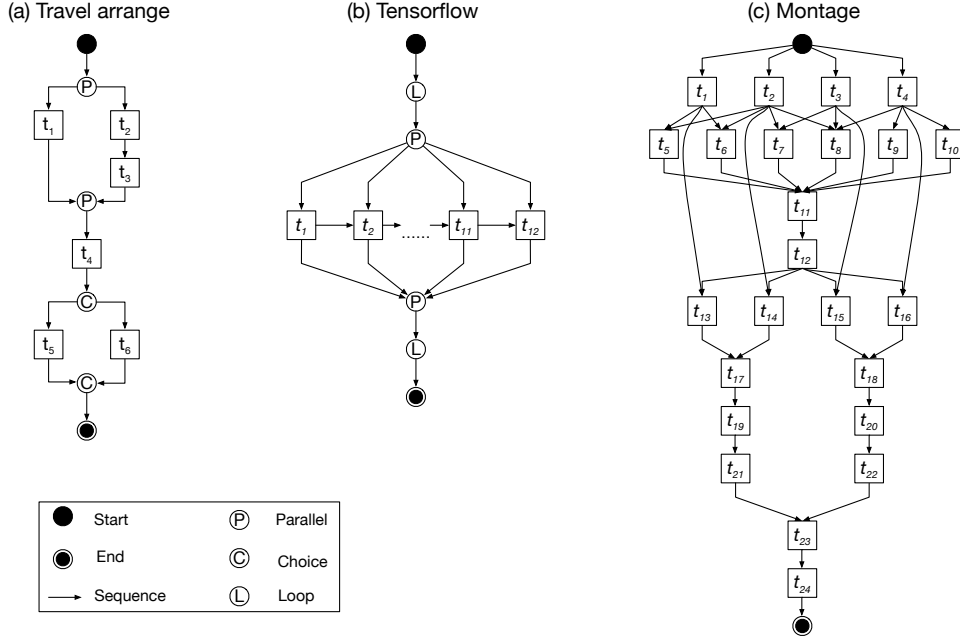 (a) Travel arrange (b) Tensorflow (c) Montage
P L
t1 t2 t3 t4
t1 t2
P
t5 t6 t7 t8 t9 t10
t3
P
t11
t1 t2 ...... t11 t12
t4
t12
C
P
t13 t14 t15 t16
t5 t6
L
C
t17 t18
t19 t20
t21 t22
Start P Parallel
End C Choice
Sequence L Loop
t23
t24